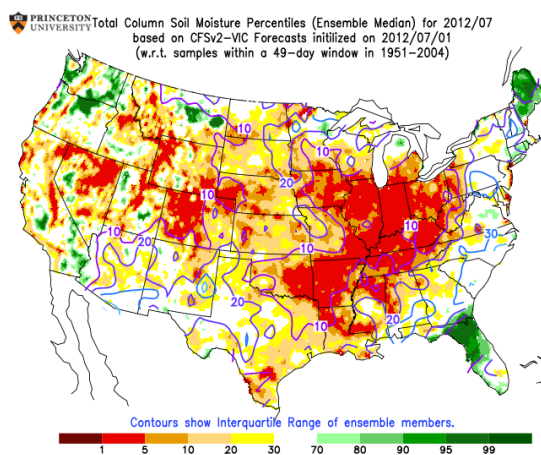 PRINCETON
UNIVERSITY
Total Column Soil Moisture Percentiles (Ensemble Median) for 2012/07
based on CFSv2-VIC Forecasts initilized on 2012/07/01
(w.r.t. samples within a 49-day window in 1951-2004)
10
10
20
10
10
30
10
20
10
20
10
20
Contours show Interquartile Range of ensemble members.
1 5 10 20 30 70 80 90 95 99